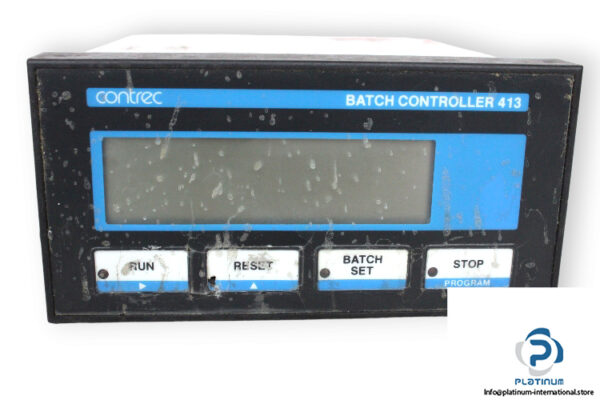 contrec
BATCH CONTROLLER 413
RUN
RESET
BATCH
SET
STOP
PROGRAM
PLATINUM
Info@platinum-international.store